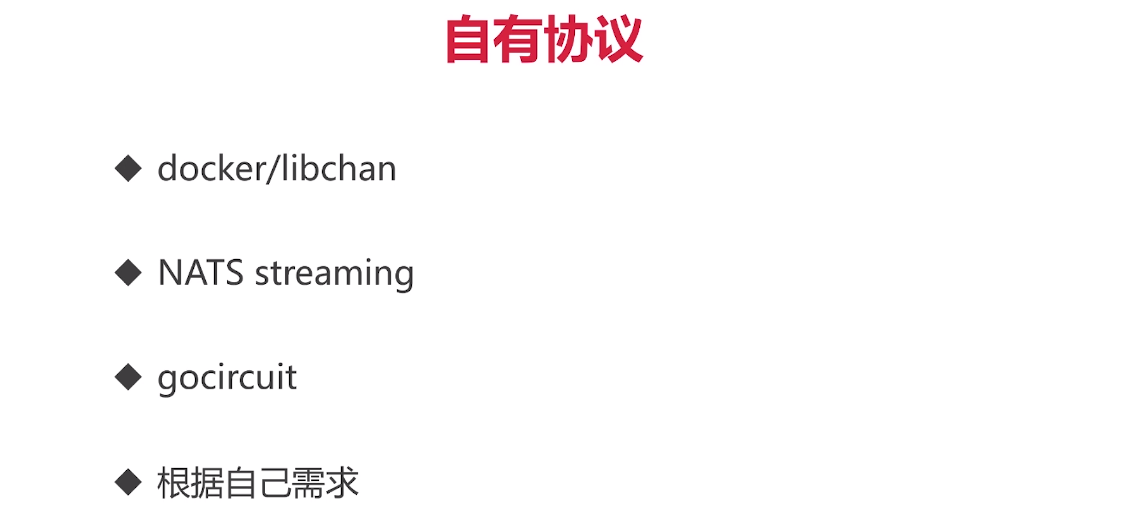 自有协议
◆ docker/libchan
◆ NATS streaming
◆ gocircuit
◆ 根据自己需求